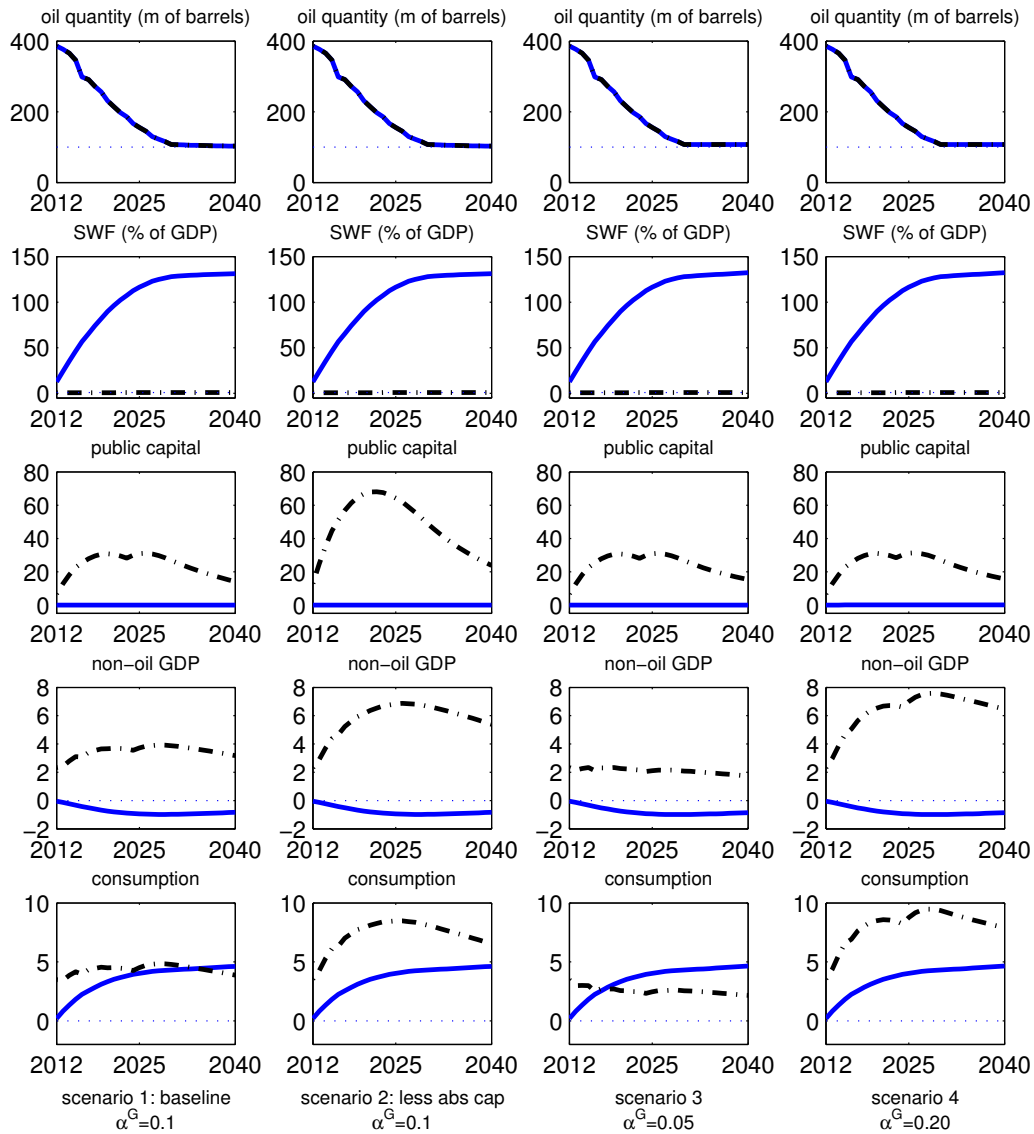 oil quantity (m of barrels) oil quantity (m of barrels) oil quantity (m of barrels) oil quantity (m of barrels)
400 400 400 400
200 200 200 200
0 0 0 0
2012 2025 2040 2012 2025 2040 2012 2025 2040 2012 2025 2040
SWF (% of GDP) SWF (% of GDP) SWF (% of GDP) SWF (% of GDP)
150 150 150 150
100 100 100 100
50 50 50 50
0 0 0 0
2012 2025 2040 2012 2025 2040 2012 2025 2040 2012 2025 2040
public capital public capital public capital public capital
80 80 80 80
60 60 60 60
40 40 40 40
20 20 20 20
0 0 0 0
2012 2025 2040 2012 2025 2040 2012 2025 2040 2012 2025 2040
non−oil GDP non−oil GDP non−oil GDP non−oil GDP
8 8 8 8
6 6 6 6
4 4 4 4
2 2 2 2
0 0 0 0
−2 −2 −2 −2
2012 2025 2040 2012 2025 2040 2012 2025 2040 2012 2025 2040
consumption consumption consumption consumption
10 10 10 10
5 5 5 5
0 0 0 0
2012 2025 2040 2012 2025 2040 2012 2025 2040 2012 2025 2040
scenario 1: baseline scenario 2: less abs cap scenario 3 scenario 4
α^G=0.1 α^G=0.1 α^G=0.05 α^G=0.20